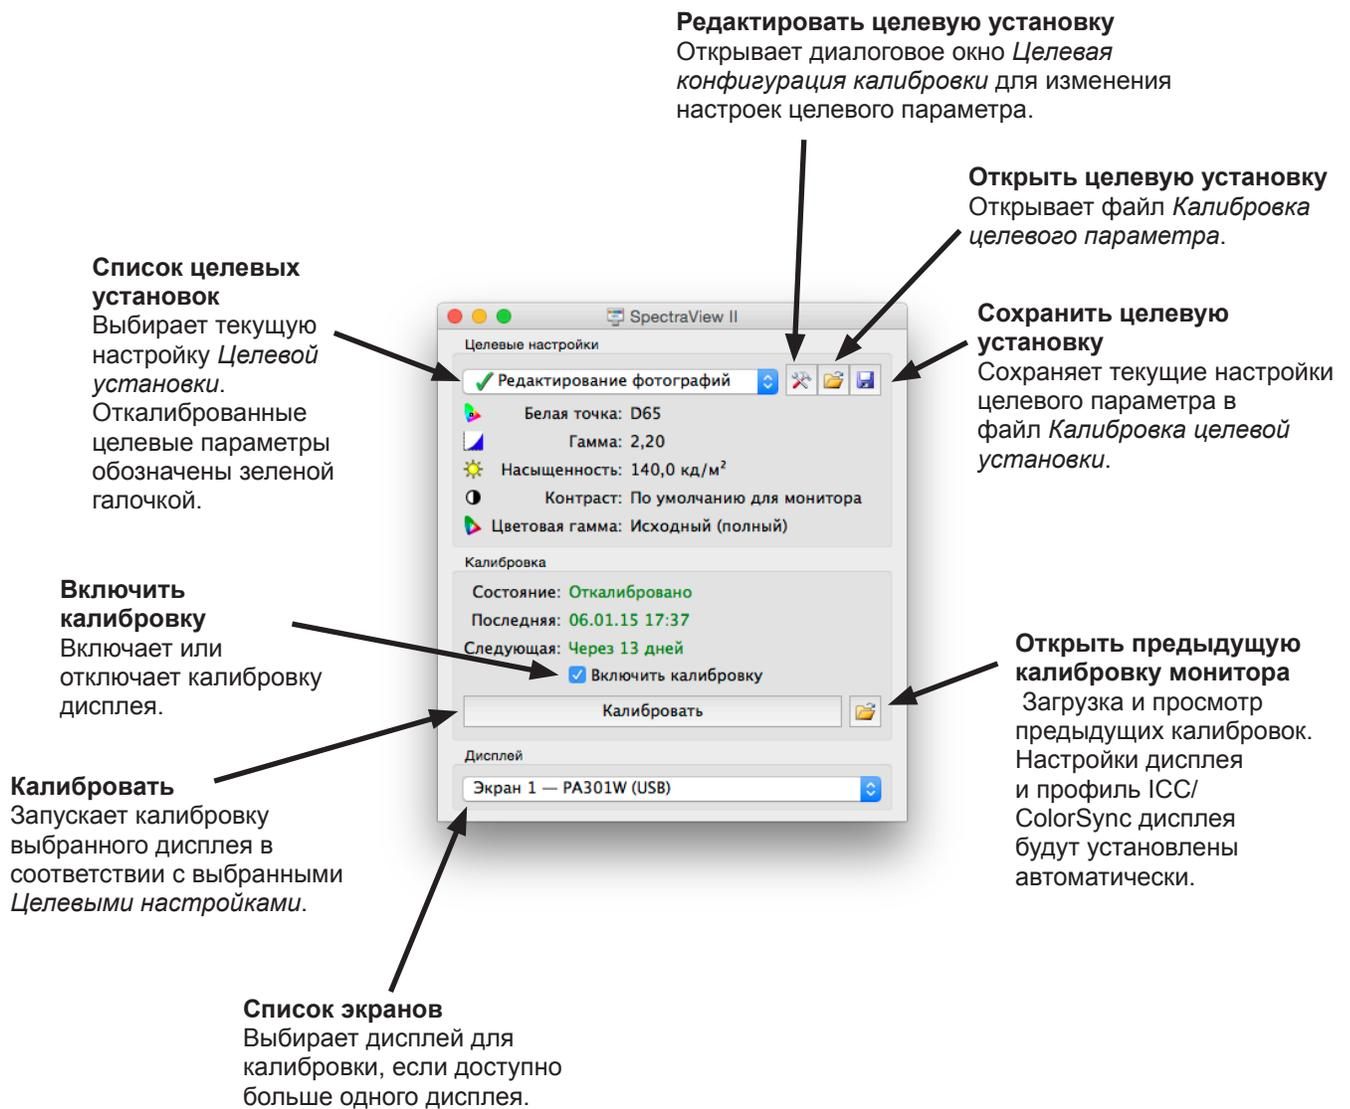 Редактировать целевую установку
Открывает диалоговое окно Целевая
конфигурация калибровки для изменения
настроек целевого параметра.
Открыть целевую установку
Открывает файл Калибровка
целевого параметра.
Список целевых
установок
Выбирает текущую
настройку Целевой
установки.
Откалиброванные
целевые параметры
обозначены зеленой
галочкой.
Сохранить целевую
установку
Сохраняет текущие настройки
целевого параметра в
файл Калибровка целевой
установки.
SpectraView II
Целевые настройки
Редактирование фотографий
Белая точка: D65
Гамма: 2,20
Насыщенность: 140,0 кд/м²
Контраст: По умолчанию для монитора
Цветовая гамма: Исходный (полный)
Калибровка
Состояние: Откалибровано
Последняя: 06.01.15 17:37
Следующая: Через 13 дней
Включить калибровку
Калибровать
Дисплей
Экран 1 — PA301W (USB)
Включить
калибровку
Включает или
отключает калибровку
дисплея.
Открыть предыдущую
калибровку монитора
Загрузка и просмотр
предыдущих калибровок.
Настройки дисплея
и профиль ICC/
ColorSync дисплея
будут установлены
автоматически.
Калибровать
Запускает калибровку
выбранного дисплея в
соответствии с выбранными
Целевыми настройками.
Список экранов
Выбирает дисплей для
калибровки, если доступно
больше одного дисплея.